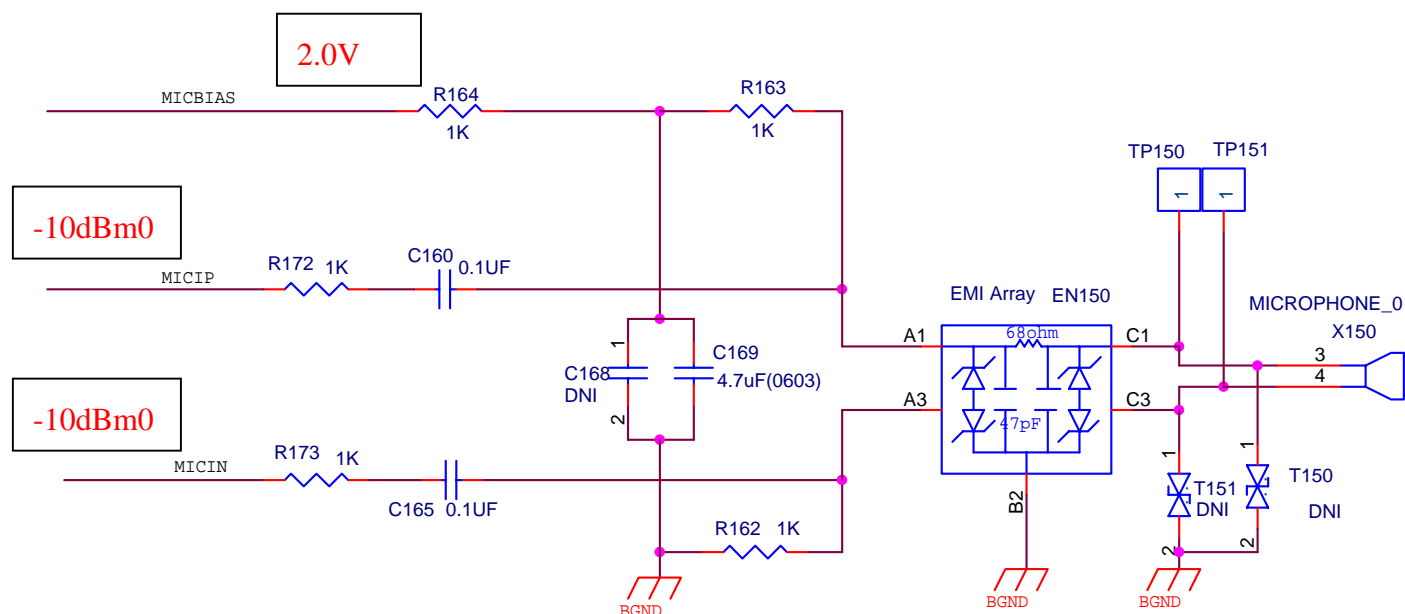 2.0V
MICBIAS
R164
1K
R163
1K
TP150
TP151
1
1
-10dBm0
MICIP
R172 1K
C160
0.1UF
EMI Array EN150
MICROPHONE_0
X150
A1
68ohm
C1
3
4
1
C168
DNI
2
C169
4.7uF(0603)
A3
47pF
C3
-10dBm0
MICIN
R173
1K
C165 0.1UF
R162 1K
B2
1
T151
DNI
2
1
T150
DNI
2
BGND
BGND
BGND